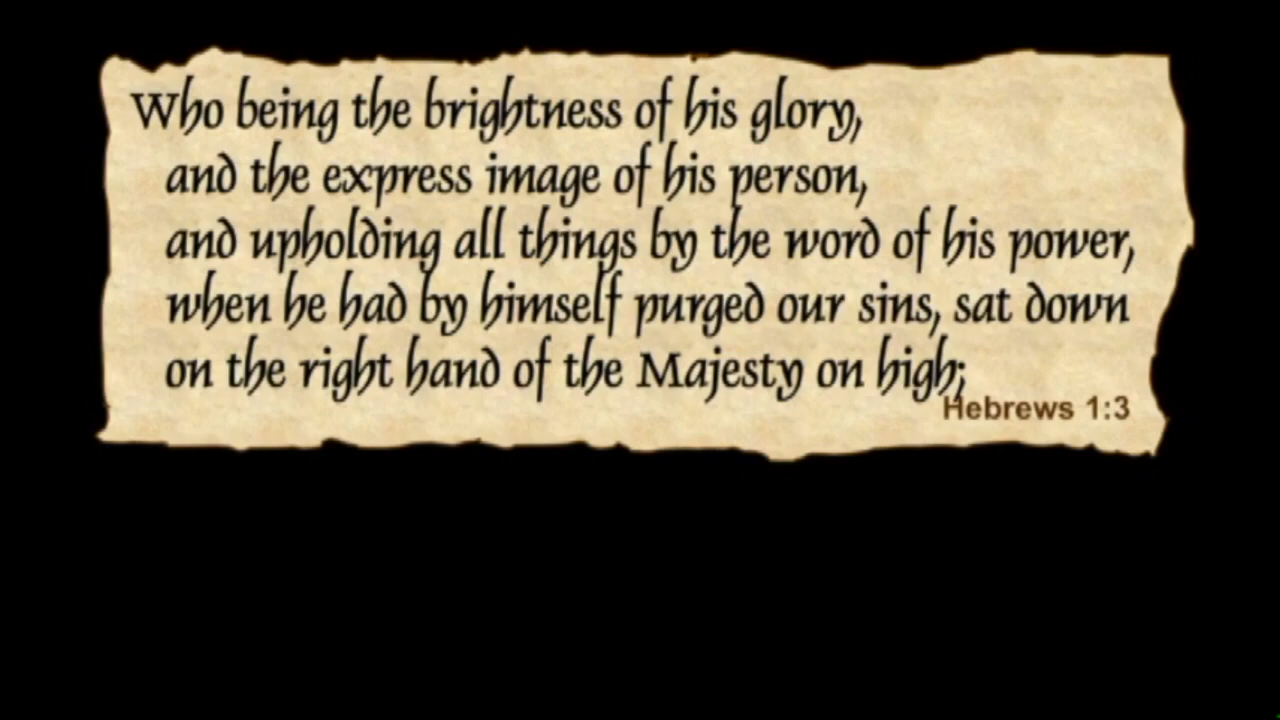 Who being the brightness of his glory,
and the express image of his person,
and upholding all things by the word of his power,
when he had by himself purged our sins, sat down
on the right hand of the Majesty on high;
Hebrews 1:3